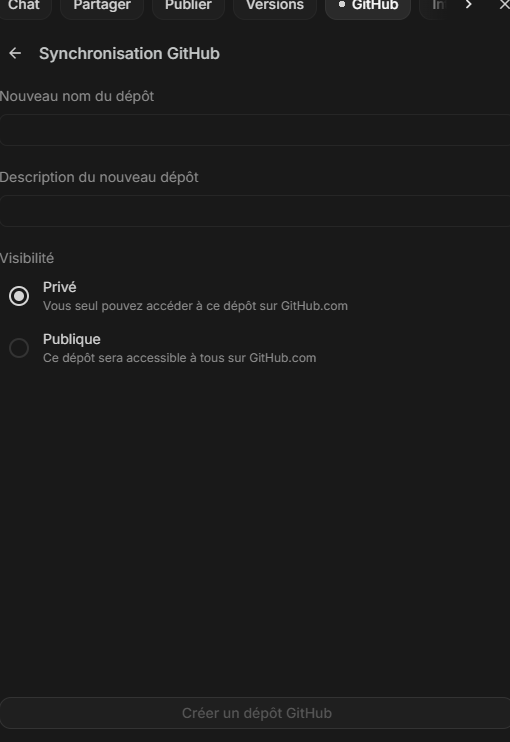 Chat Partager Publier Versions GitHub
Synchronisation GitHub
Nouveau nom du dépôt
Description du nouveau dépôt
Visibilité
Privé
Vous seul pouvez accéder à ce dépôt sur GitHub.com
Publique
Ce dépôt sera accessible à tous sur GitHub.com
Créer un dépôt GitHub